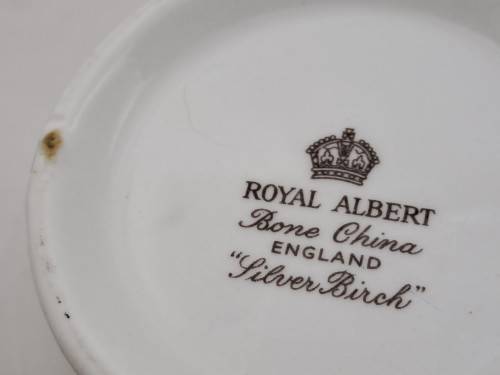 ROYAL ALBERT
Bone China
ENGLAND
"Silver Birch"